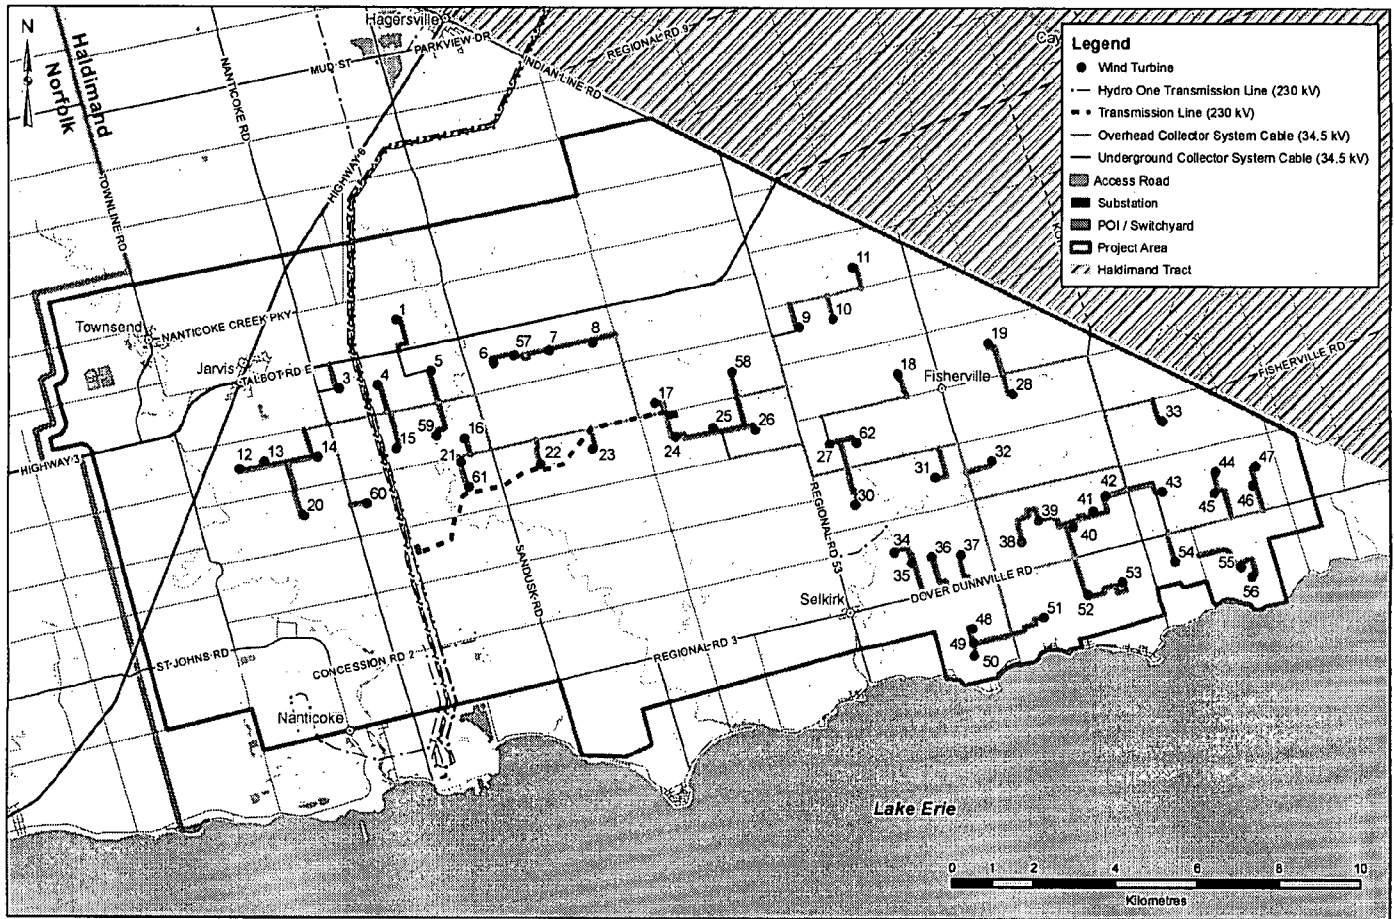 Hagersville
PARKVIEW DR
MUD ST
REGIONAL RD 9
INDIAN LINE RD
N
Haldimand
Norfolk
NANTICOKE RD
TOWNLINE RD
HIGHWAY 6
Legend
Wind Turbine
Hydro One Transmission Line (230 kV)
Transmission Line (230 kV)
Overhead Collector System Cable (34.5 kV)
Underground Collector System Cable (34.5 kV)
Access Road
Substation
POI / Switchyard
Project Area
Haldimand Tract
11
1
9
10
Townsend
NANTICOKE CREEK PKY
Jarvis
TALBOT RD E
3
4
5
6
57
7
8
58
18
19
Fisherville
28
FISHERVILLE RD
17
33
59
16
15
25
26
24
HIGHWAY 3
12
13
14
21
22
23
27
62
31
32
44
47
20
60
61
30
42
43
45
46
41
39
40
38
SANDUSK RD
REGIONAL RD 53
34
35
36
37
54
55
56
53
52
DOVER DUNNVILLE RD
Selkirk
48
49
50
51
ST JOHNS RD
CONCESSION RD 2
REGIONAL RD 3
Nanticoke
Lake Erie
0 1 2 4 6 8 10
Kilometres